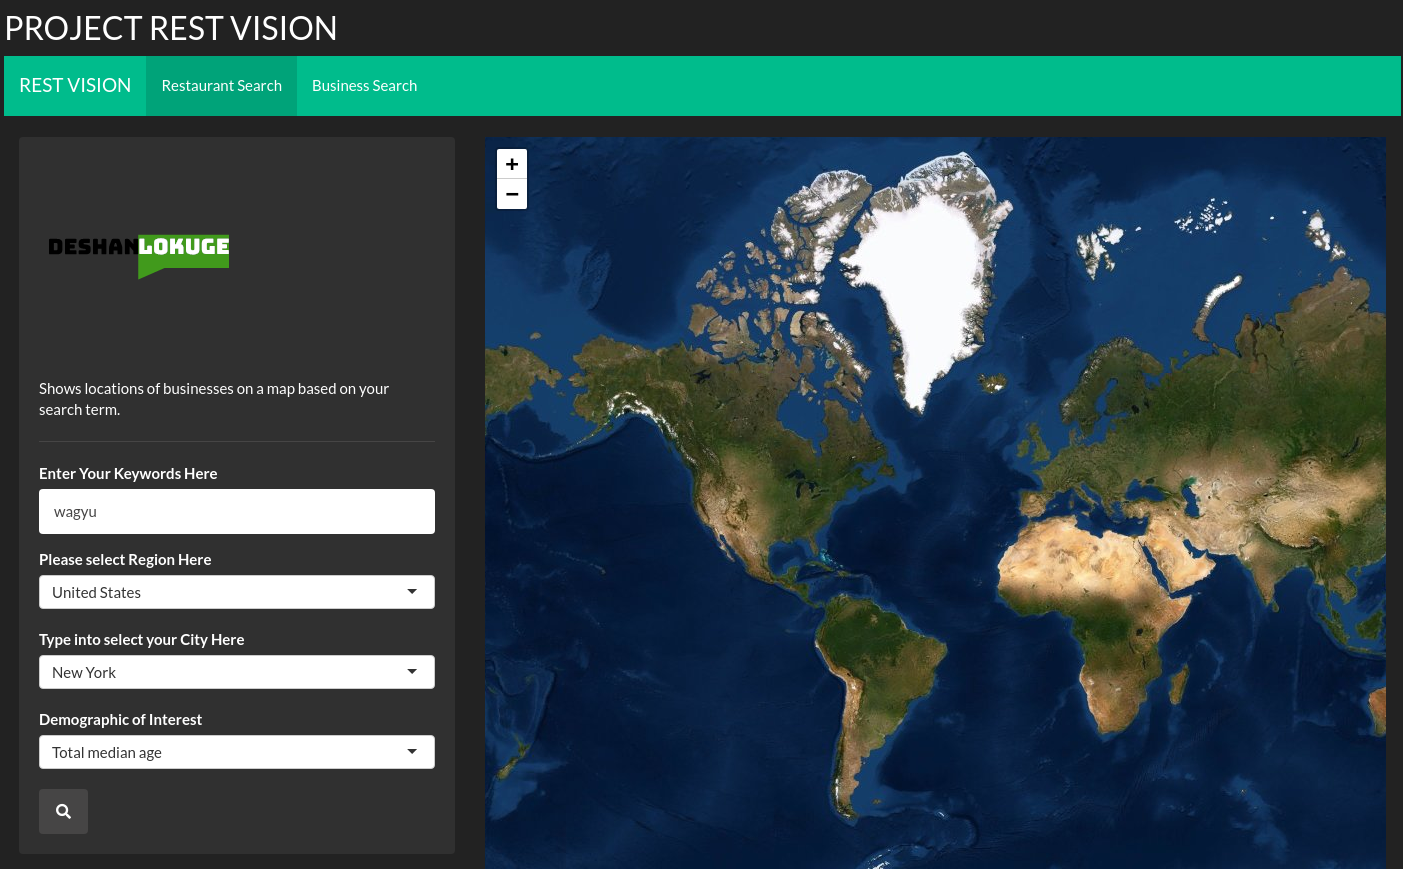 PROJECT REST VISION
REST VISION Restaurant Search Business Search
+
−
DESHANLOKUGE
Shows locations of businesses on a map based on your
search term.
Enter Your Keywords Here
wagyu
Please select Region Here
United States
Type into select your City Here
New York
Demographic of Interest
Total median age